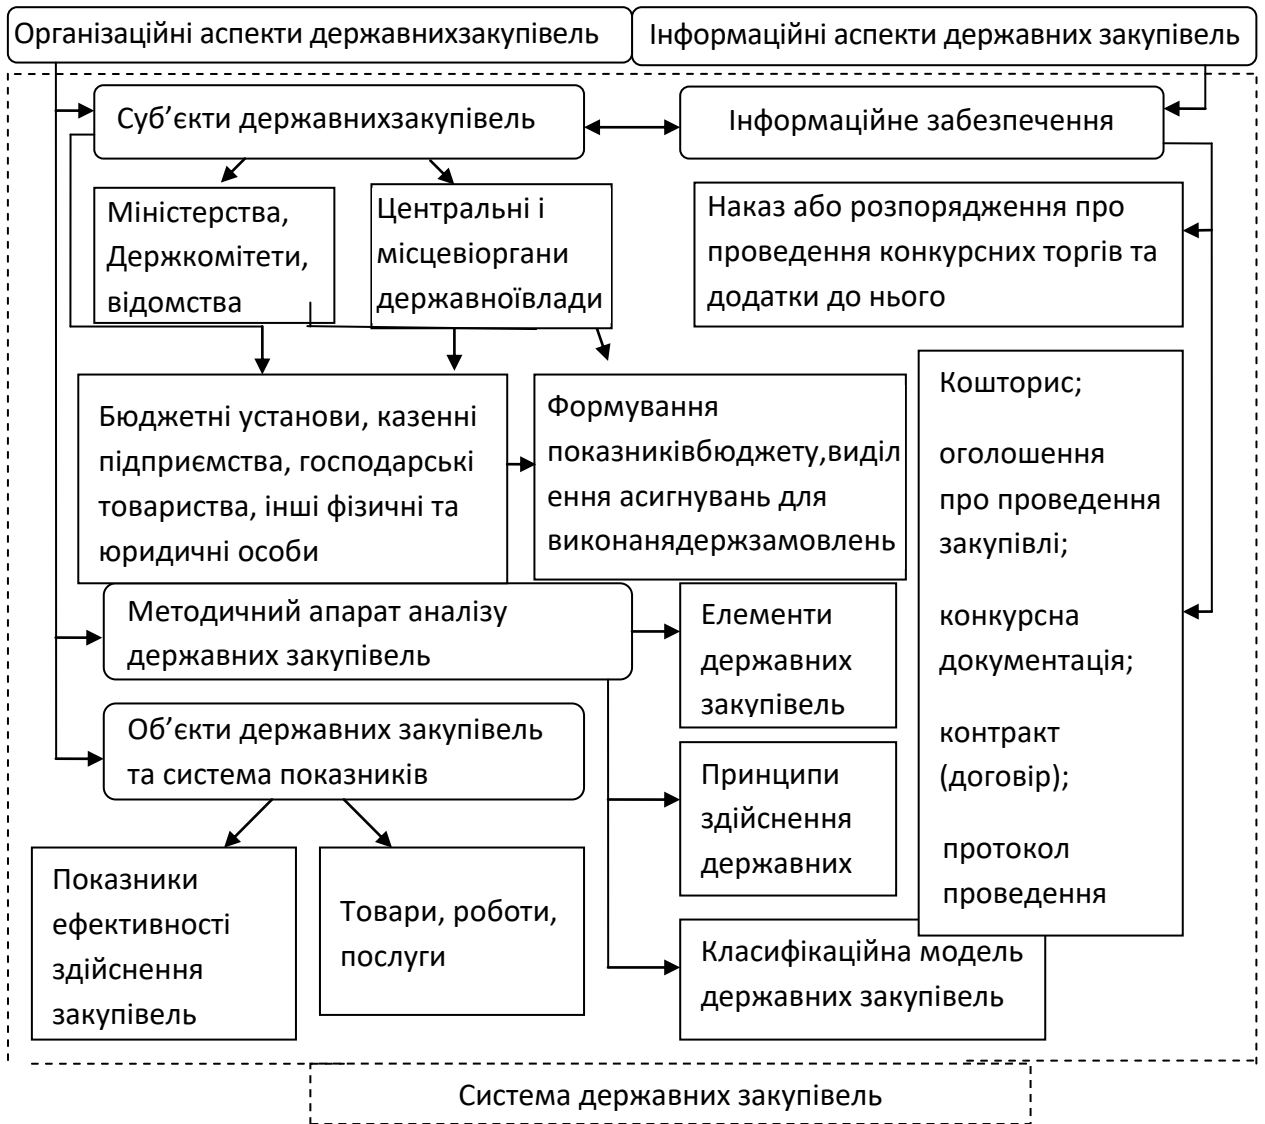 Організаційні аспекти державнихзакупівель
Інформаційні аспекти державних закупівель
Суб’єкти державнихзакупівель
Інформаційне забезпечення
Міністерства,
Держкомітети,
відомства
Центральні і
місцевіоргани
державноївлади
Наказ або розпорядження про
проведення конкурсних торгів та
додатки до нього
Бюджетні установи, казенні
підприємства, господарські
товариства, інші фізичні та
юридичні особи
Формування
показниківбюджету,виділ
ення асигнувань для
виконанядержзамовлень
Кошторис;
оголошення
про проведення
закупівлі;
конкурсна
документація;
контракт
(договір);
протокол
проведення
Методичний апарат аналізу
державних закупівель
Елементи
державних
закупівель
Об’єкти державних закупівель
та система показників
Принципи
здійснення
державних
Показники
ефективності
здійснення
закупівель
Товари, роботи,
послуги
Класифікаційна модель
державних закупівель
Система державних закупівель